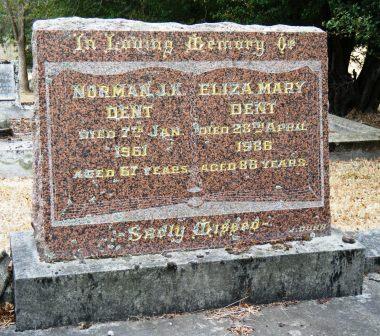 In Loving Memory Of
NORMAN J.K.
DENT
DIED 7TH JAN.
1961
AGED 67 YEARS.
ELIZA MARY
DENT
DIED 28TH APRIL
1986
AGED 86 YEARS.
~Sadly Missed~